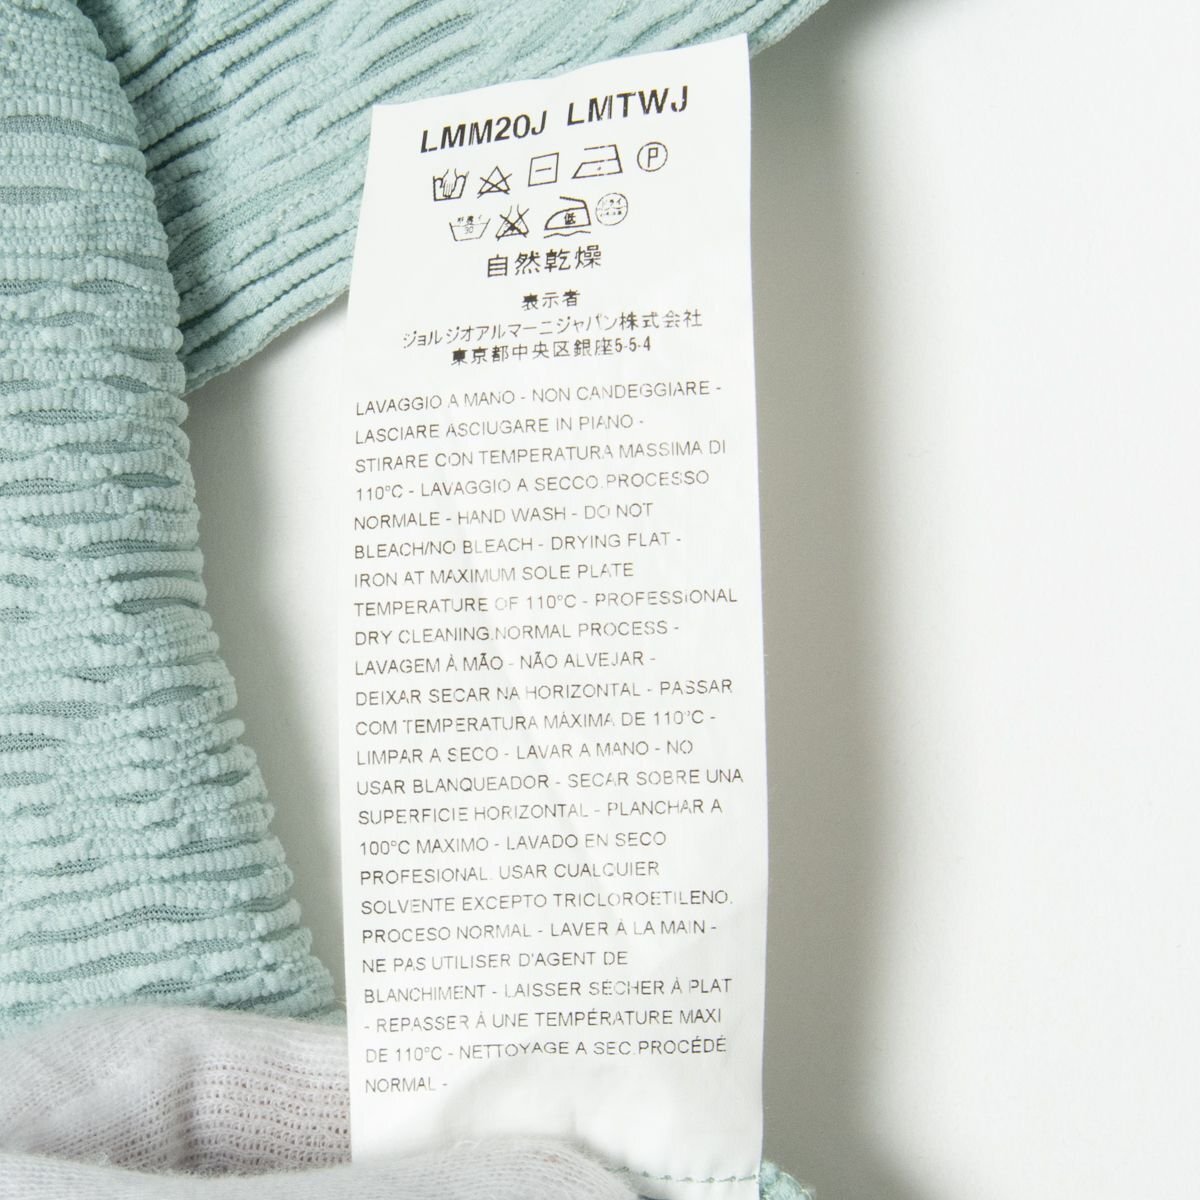 LMM20J LMTWJ
P
30
低
ドライ
自然乾燥
表示者
ジョルジオアルマーニジャパン株式会社
東京都中央区銀座5-5-4
LAVAGGIO A MANO - NON CANDEGGIARE -
LASCIARE ASCIUGARE IN PIANO -
STIRARE CON TEMPERATURA MASSIMA DI
110°C - LAVAGGIO A SECCO.PROCESSO
NORMALE - HAND WASH - DO NOT
BLEACH/NO BLEACH - DRYING FLAT -
IRON AT MAXIMUM SOLE PLATE
TEMPERATURE OF 110°C - PROFESSIONAL
DRY CLEANING.NORMAL PROCESS -
LAVAGEM À MÃO - NÃO ALVEJAR -
DEIXAR SECAR NA HORIZONTAL - PASSAR
COM TEMPERATURA MÁXIMA DE 110°C -
LIMPAR A SECO - LAVAR A MANO - NO
USAR BLANQUEADOR - SECAR SOBRE UNA
SUPERFICIE HORIZONTAL - PLANCHAR A
100°C MAXIMO - LAVADO EN SECO
PROFESIONAL. USAR CUALQUIER
SOLVENTE EXCEPTO TRICLOROETILENO.
PROCESO NORMAL - LAVER À LA MAIN -
NE PAS UTILISER D'AGENT DE
BLANCHIMENT - LAISSER SÉCHER À PLAT
- REPASSER À UNE TEMPÉRATURE MAXI
DE 110°C - NETTOYAGE A SEC.PROCÉDÉ
NORMAL -